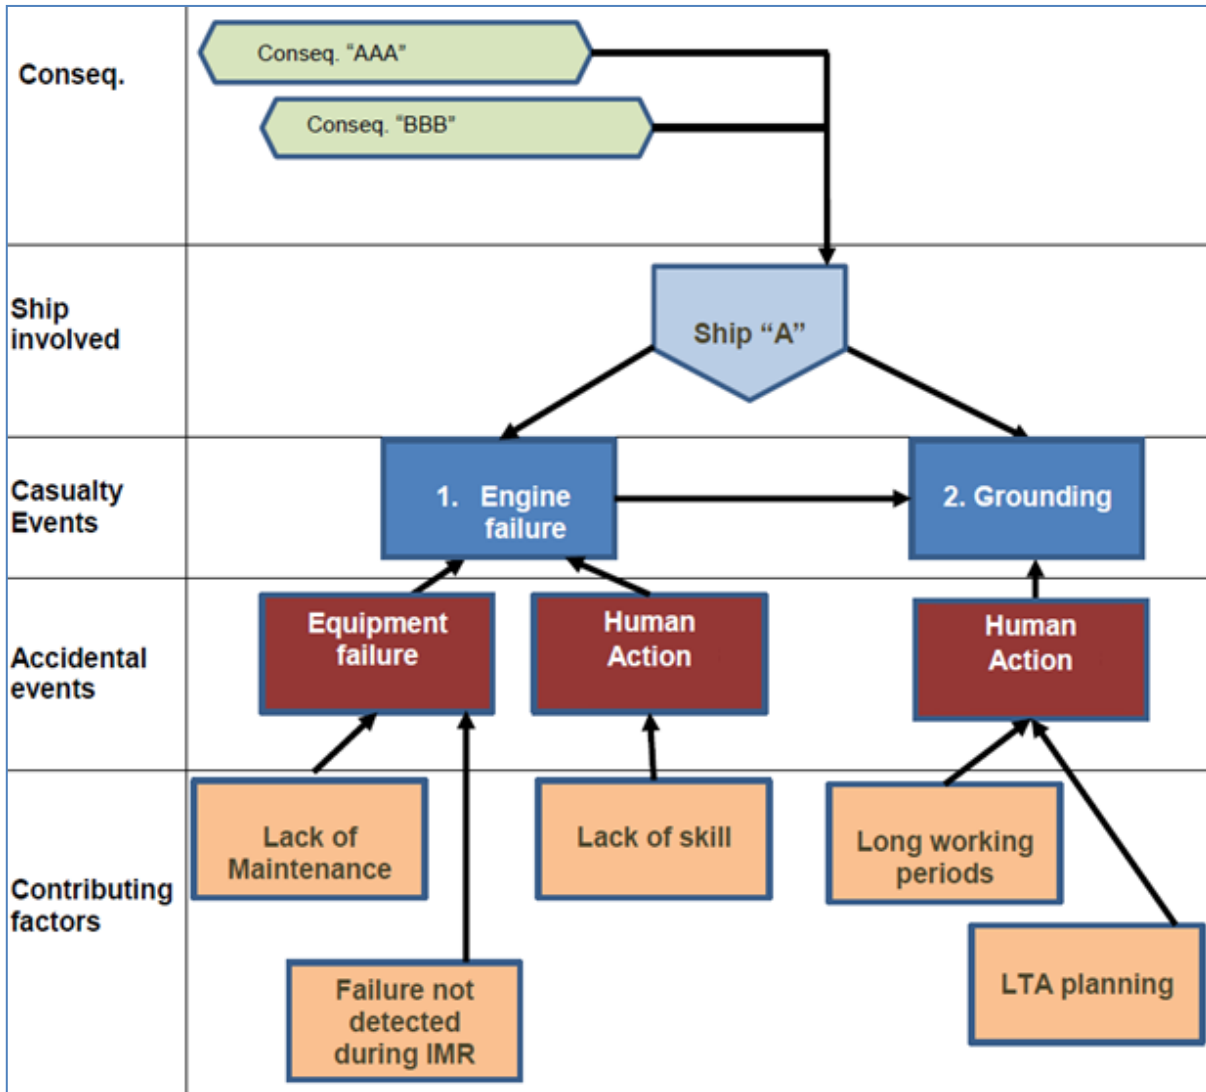 Conseq.
Conseq. “AAA”
Conseq. “BBB”
Ship
involved
Ship “A”
Casualty
Events
1. Engine
failure
2. Grounding
Accidental
events
Equipment
failure
Human
Action
Human
Action
Contributing
factors
Lack of
Maintenance
Lack of skill
Long working
periods
Failure not
detected
during IMR
LTA planning